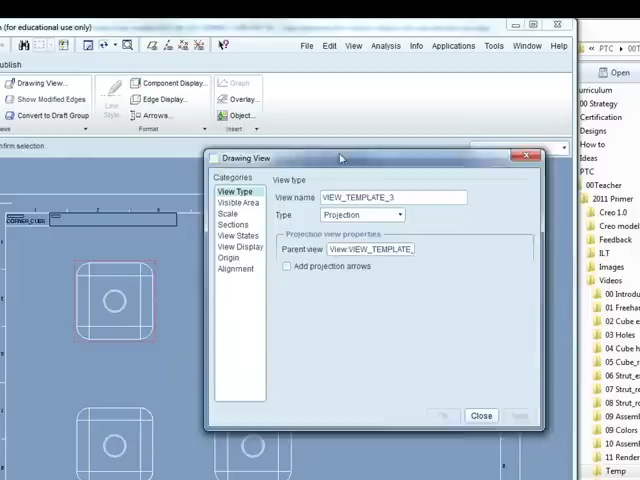 (for educational use only)
File Edit View Analysis Info Applications Tools Window Help
Publish
Drawing View...
Show Modified Edges
Convert to Draft Group
Line Style...
Component Display...
Edge Display...
Arrows...
Graph
Overlay...
Object...
Format
Insert
Drawing View
Categories
View Type
Visible Area
Scale
Sections
View States
View Display
Origin
Alignment
View type
View name VIEW_TEMPLATE_3
Type Projection
Projection view properties
Parent view View:VIEW_TEMPLATE_
Add projection arrows
Close
CORNER_CUBE
PTC
Open
00 Strategy
Certification
Designs
How to
Ideas
PTC
00Teacher
2011 Primer
Creo 1.0
Creo model
Feedback
ILT
Images
Videos
00 Introdu
01 Freehan
02 Cube e
03 Holes
04 Cube h
05 Cube
06 Strut_e
07 Strut_re
08 Strut_r
09 Assem
09 Colors
10 Assem
11 Render
Temp